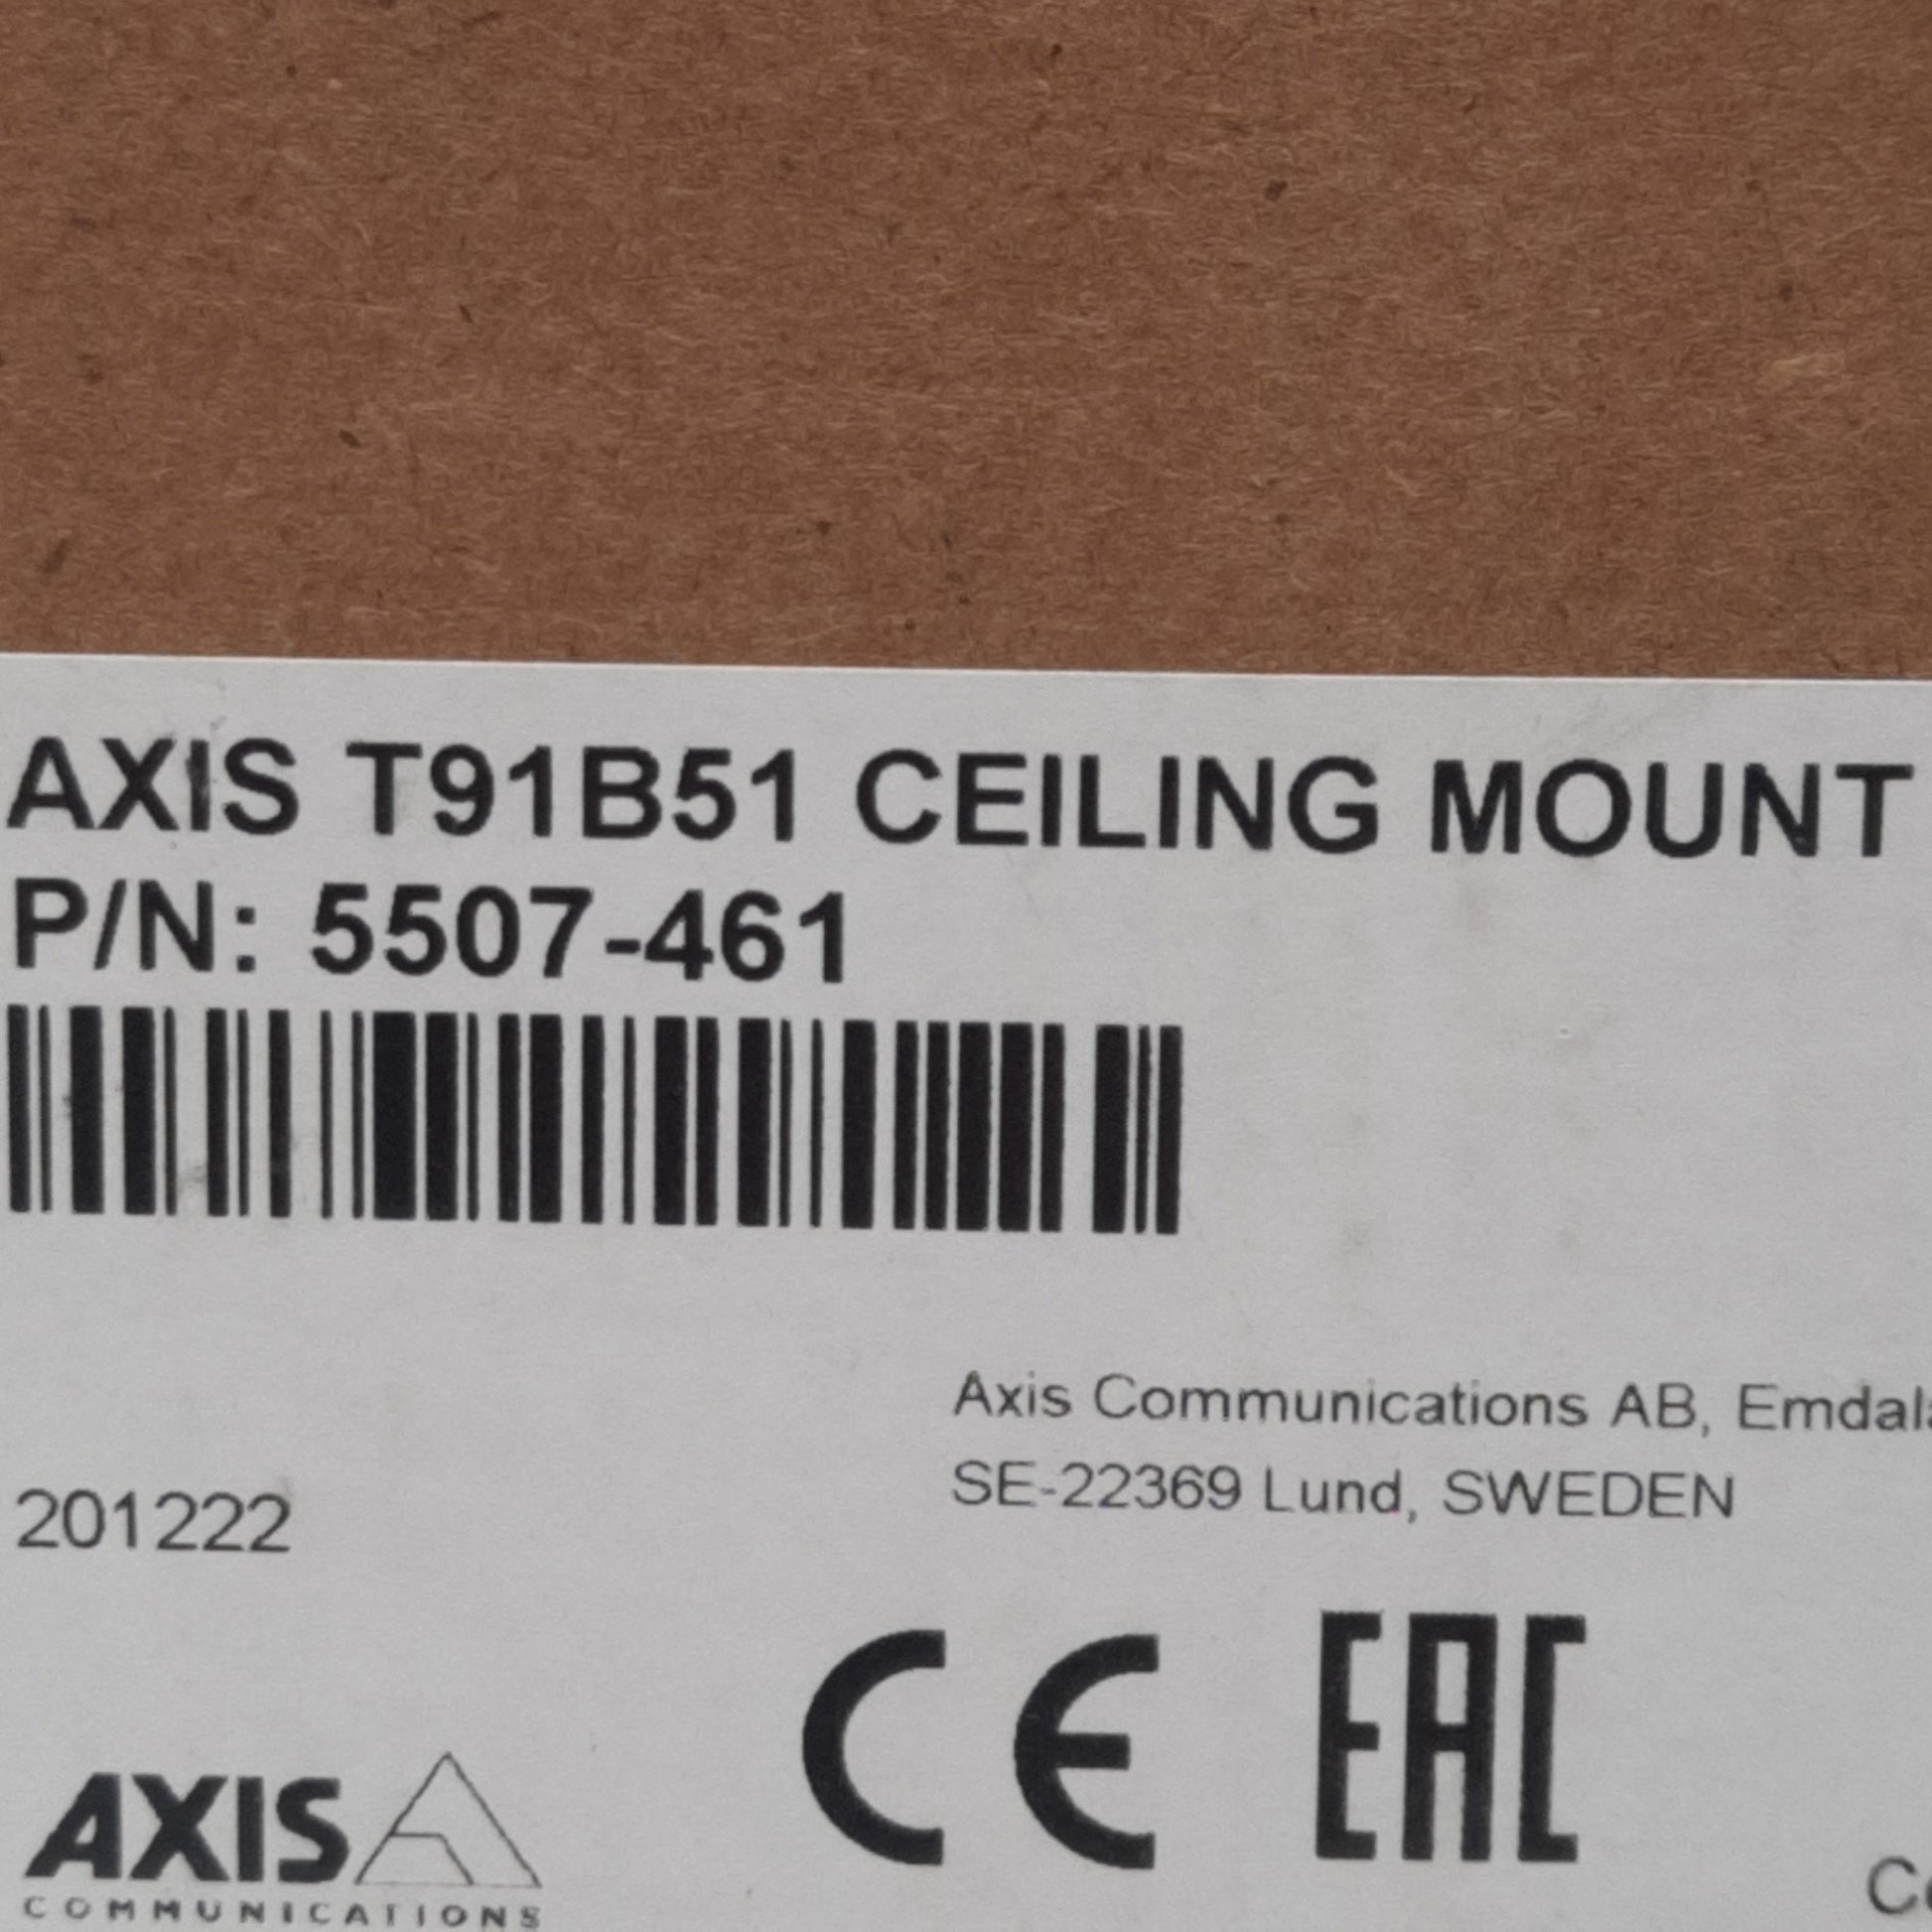 AXIS T91B51 CEILING MOUNT
P/N: 5507-461
Axis Communications AB,
SE-22369 Lund, SWEDEN
201222
CE EAC
AXIS
COMMUNICATIONS